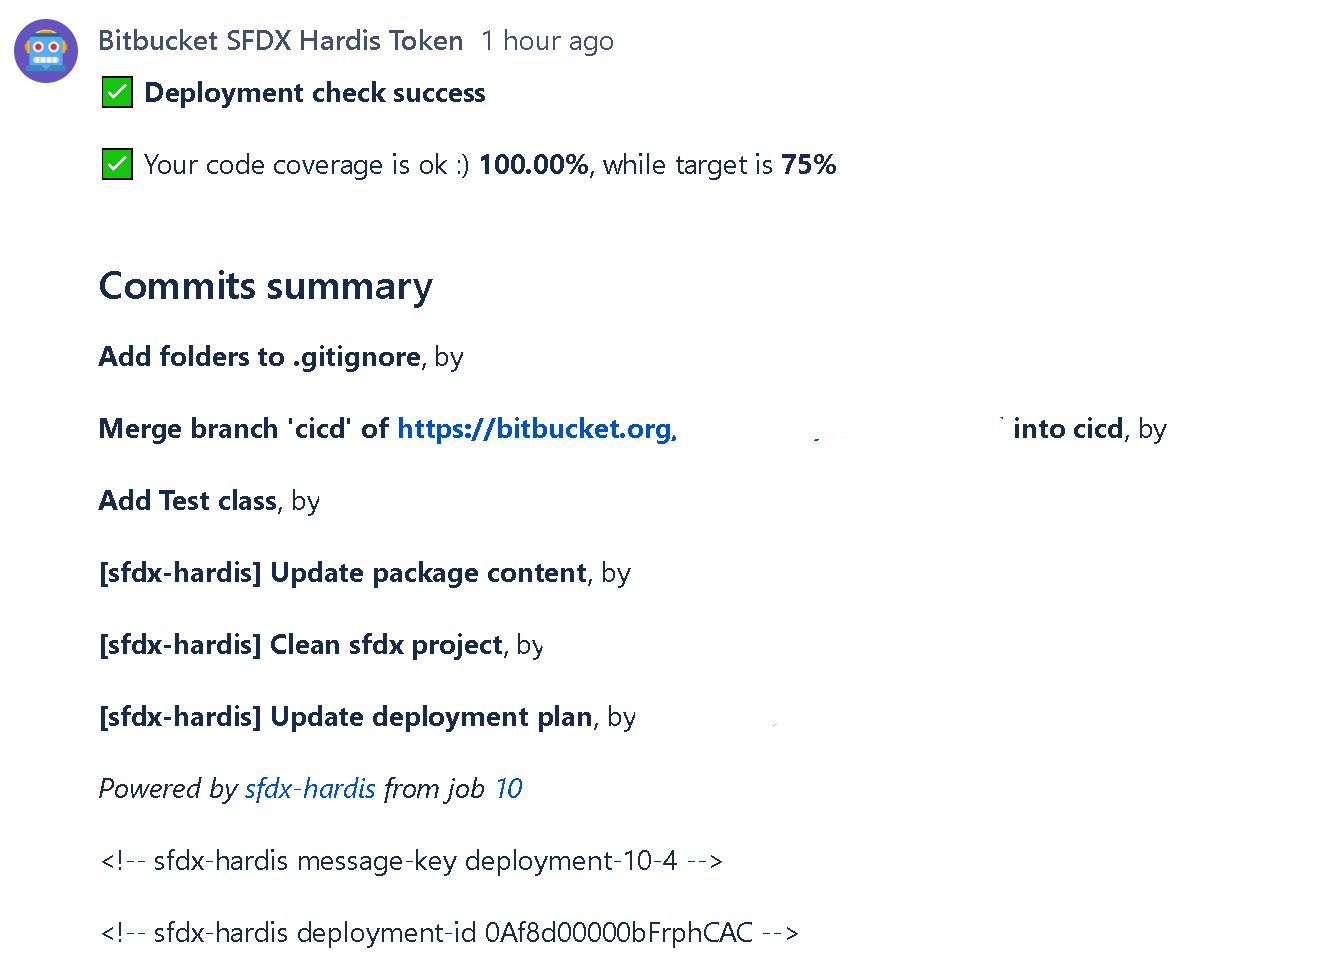 Bitbucket SFDX Hardis Token 1 hour ago
✅ Deployment check success
✅ Your code coverage is ok :) 100.00%, while target is 75%
Commits summary
Add folders to .gitignore, by
Merge branch 'cicd' of https://bitbucket.org into cicd, by
Add Test class, by
[sfdx-hardis] Update package content, by
[sfdx-hardis] Clean sfdx project, by
[sfdx-hardis] Update deployment plan, by
Powered by sfdx-hardis from job 10
<!-- sfdx-hardis message-key deployment-10-4 -->
<!-- sfdx-hardis deployment-id 0Af8d00000bFrphCAC -->